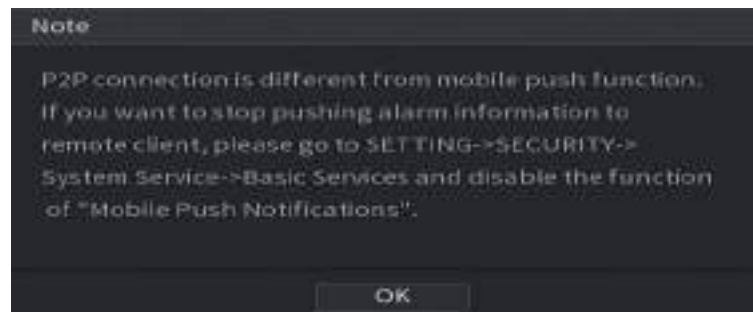 Note
P2P connection is different from mobile push function.
If you want to stop pushing alarm information to
remote client, please go to SETTING->SECURITY->
System Service->Basic Services and disable the function
of "Mobile Push Notifications".
OK